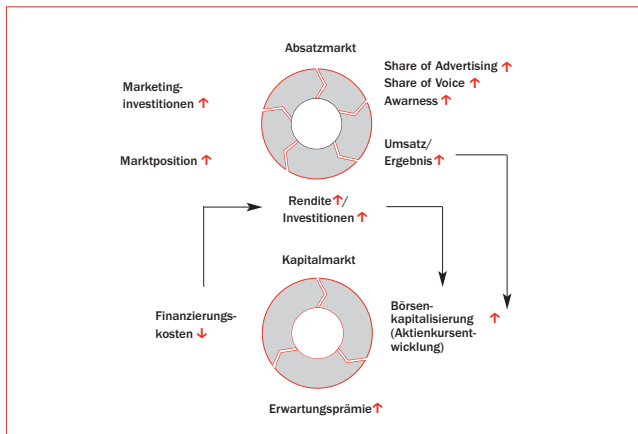 Absatzmarkt
Marketing-
investitionen ↑
Share of Advertising ↑
Share of Voice ↑
Awarness ↑
Marktposition ↑
Umsatz/
Ergebnis ↑
Rendite ↑/
Investitionen ↑
Kapitalmarkt
Finanzierungs-
kosten ↓
Börsen-
kapitalisierung ↑
(Aktienkursent-
wicklung)
Erwartungsprämie ↑